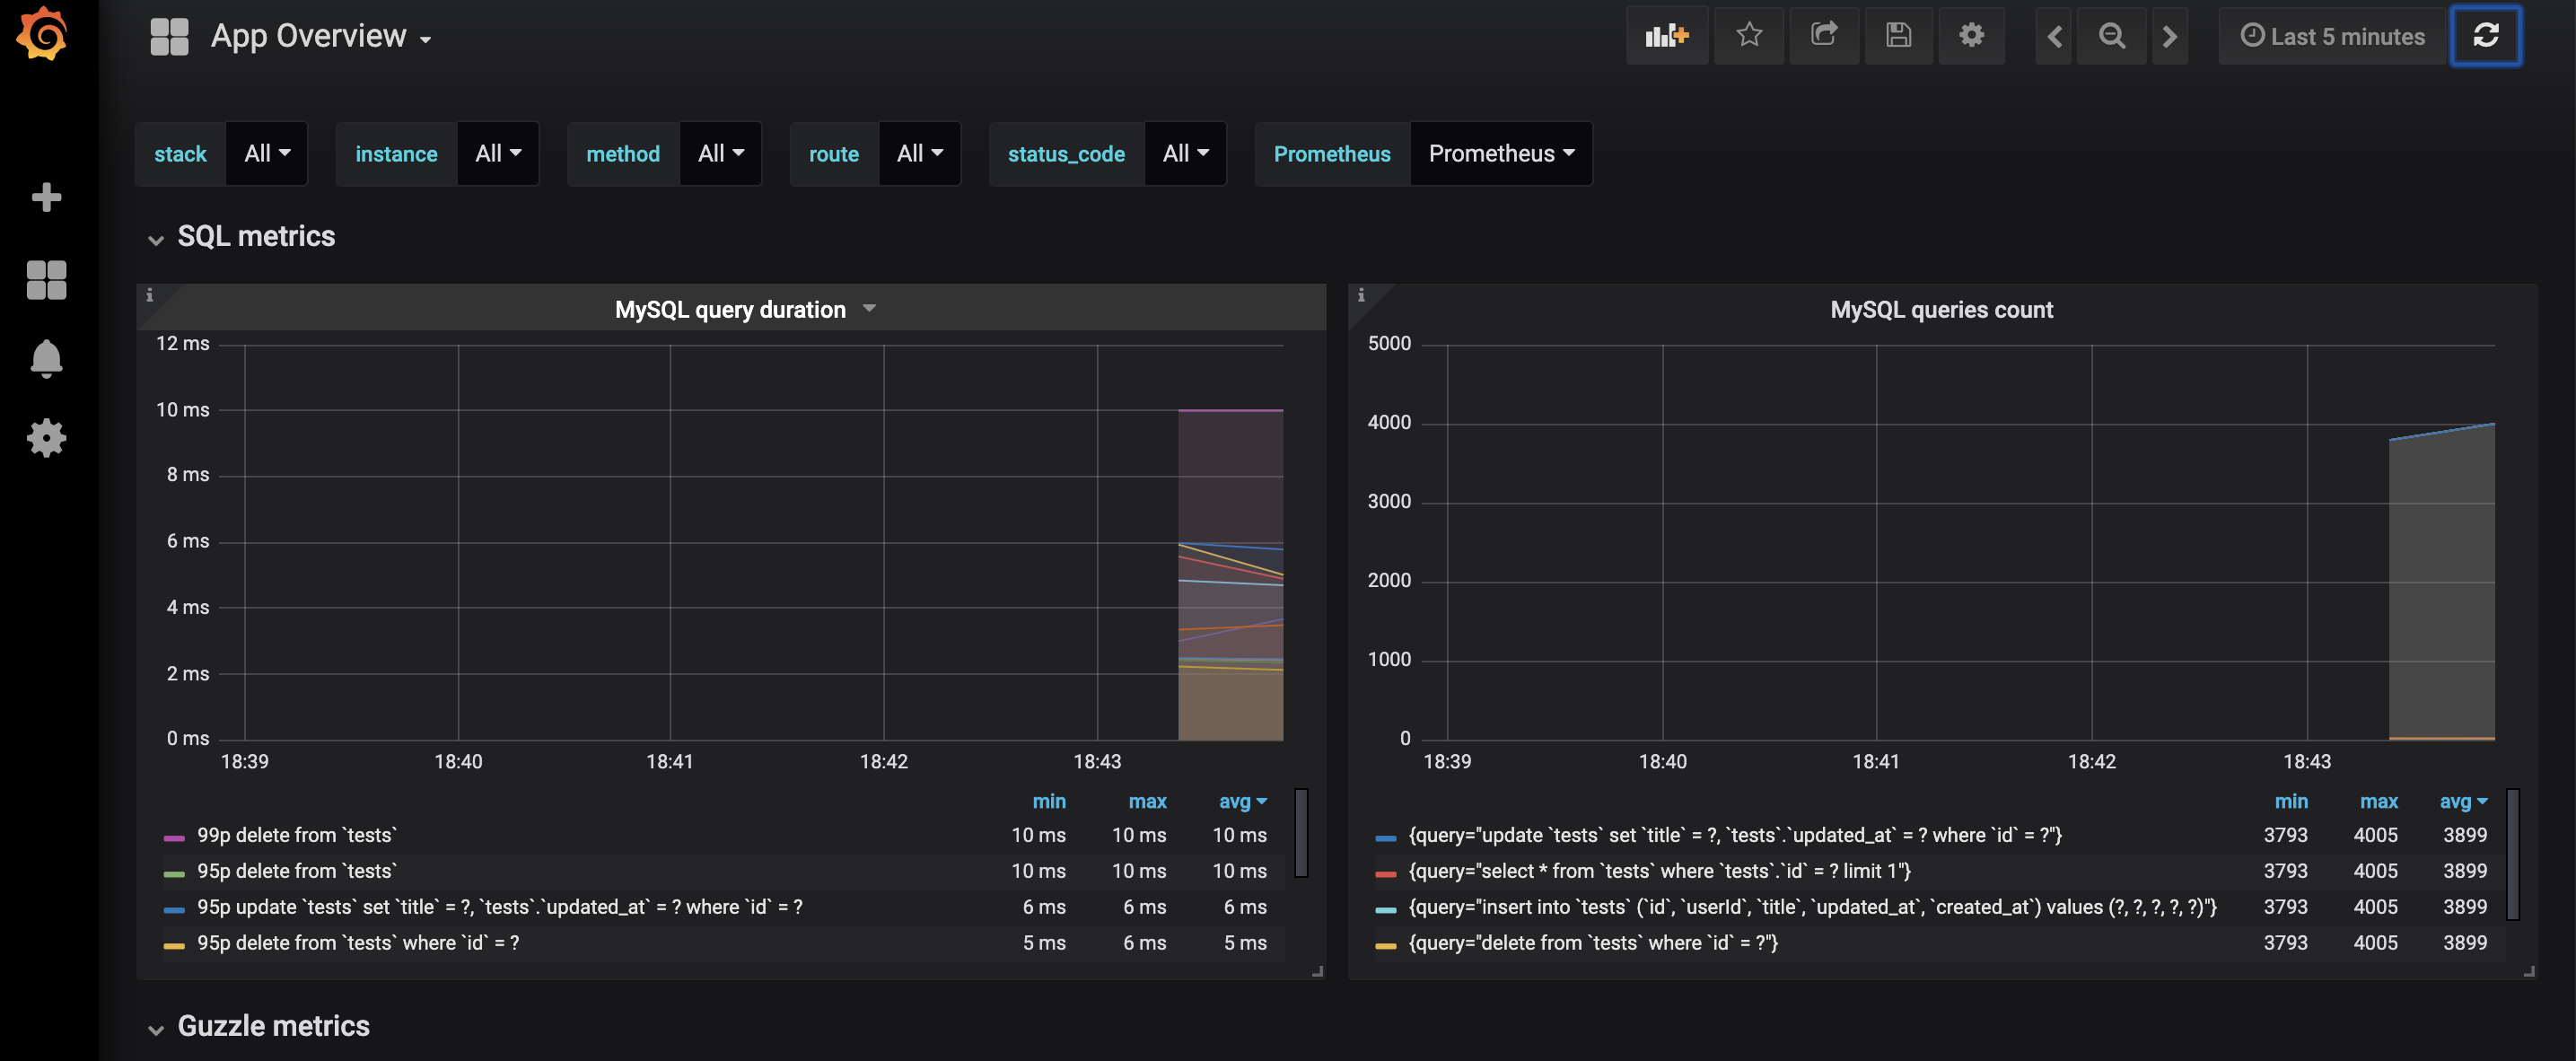 App Overview
Last 5 minutes
stack All instance All method All route All status_code All Prometheus Prometheus
SQL metrics
MySQL query duration
12 ms
10 ms
8 ms
6 ms
4 ms
2 ms
0 ms
18:39 18:40 18:41 18:42 18:43
min max avg
99p delete from `tests` 10 ms 10 ms 10 ms
95p delete from `tests` 10 ms 10 ms 10 ms
95p update `tests` set `title` = ?, `tests`.`updated_at` = ? where `id` = ? 6 ms 6 ms 6 ms
95p delete from `tests` where `id` = ? 5 ms 6 ms 5 ms
MySQL queries count
5000
4000
3000
2000
1000
0
18:39 18:40 18:41 18:42 18:43
min max avg
{query="update `tests` set `title` = ?, `tests`.`updated_at` = ? where `id` = ?"} 3793 4005 3899
{query="select * from `tests` where `tests`.`id` = ? limit 1"} 3793 4005 3899
{query="insert into `tests` (`id`, `userId`, `title`, `updated_at`, `created_at`) values (?, ?, ?, ?, ?)"} 3793 4005 3899
{query="delete from `tests` where `id` = ?"} 3793 4005 3899
Guzzle metrics